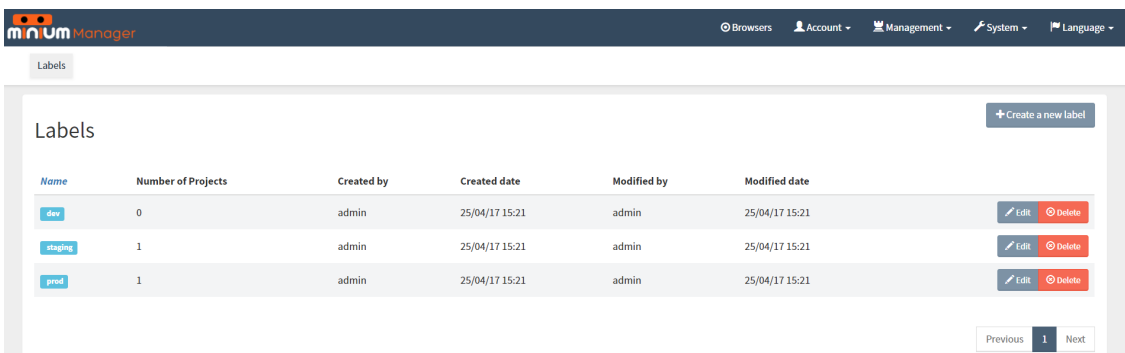 minium Manager
Browsers Account Management System Language
Labels
Create a new label
Labels
Name Number of Projects Created by Created date Modified by Modified date
dev 0 admin 25/04/17 15:21 admin 25/04/17 15:21 Edit Delete
staging 1 admin 25/04/17 15:21 admin 25/04/17 15:21 Edit Delete
prod 1 admin 25/04/17 15:21 admin 25/04/17 15:21 Edit Delete
Previous 1 Next